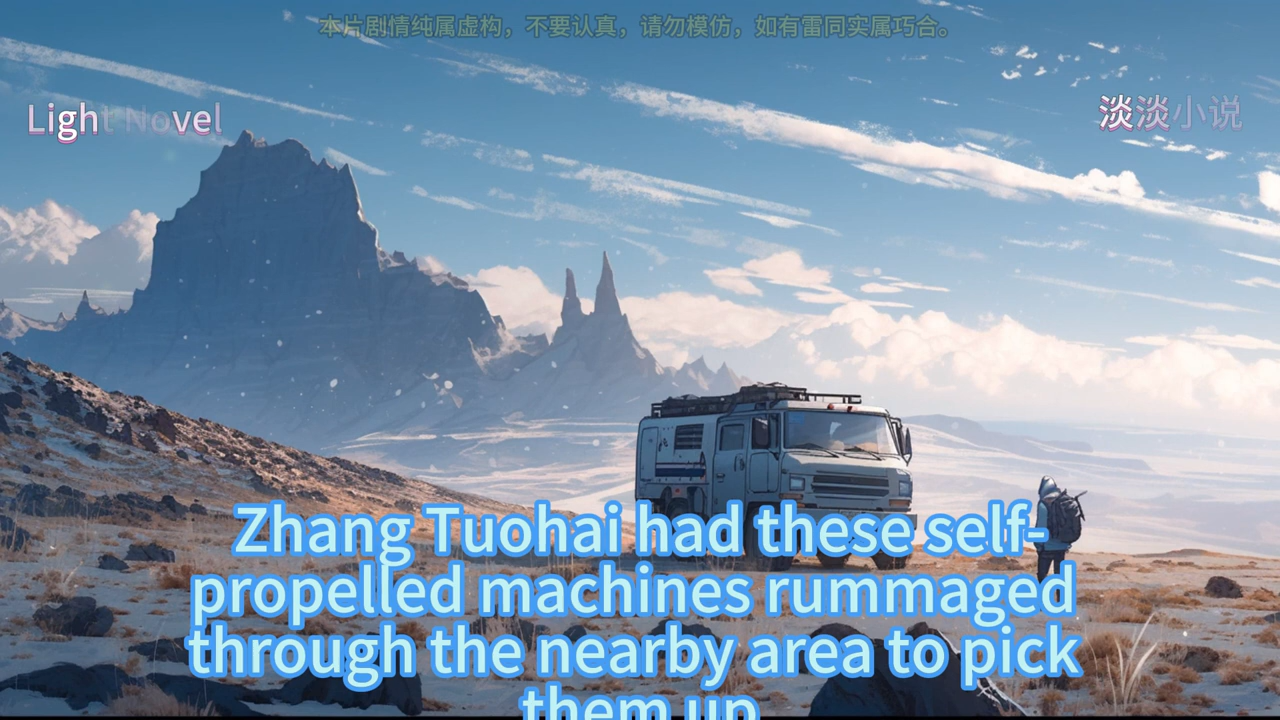 本片剧情纯属虚构，不要认真，请勿模仿，如有雷同实属巧合。
Light Novel
淡淡小说
Zhang Tuohai had these self-
propelled machines rummaged
through the nearby area to pick
them up